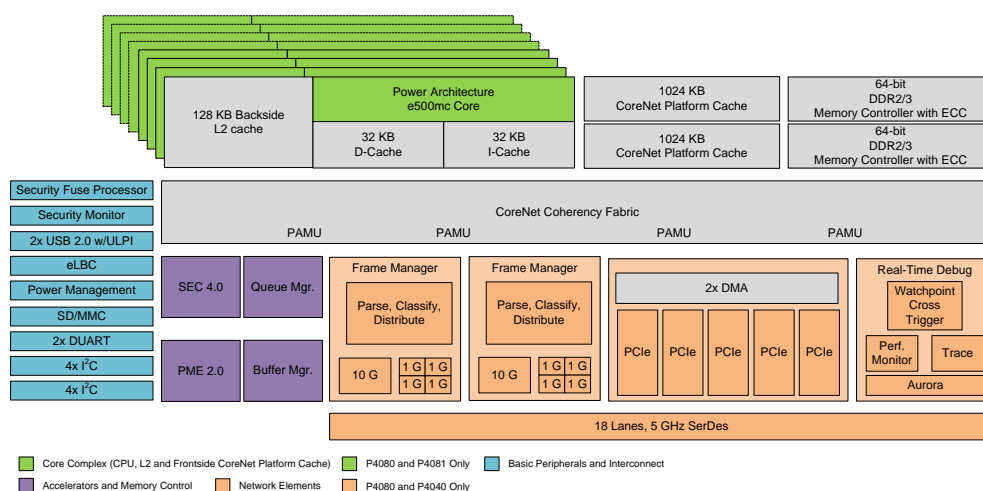 Power Architecture
e500mc Core
128 KB Backside
L2 cache
32 KB
D-Cache
32 KB
I-Cache
1024 KB
CoreNet Platform Cache
1024 KB
CoreNet Platform Cache
64-bit
DDR2/3
Memory Controller with ECC
64-bit
DDR2/3
Memory Controller with ECC
Security Fuse Processor
Security Monitor
2x USB 2.0 w/ULPI
eLBC
Power Management
SD/MMC
2x DUART
4x I²C
4x I²C
CoreNet Coherency Fabric
PAMU
PAMU
PAMU
PAMU
SEC 4.0
Queue Mgr.
PME 2.0
Buffer Mgr.
Frame Manager
Parse, Classify,
Distribute
10 G
1 G
1 G
1 G
1 G
Frame Manager
Parse, Classify,
Distribute
10 G
1 G
1 G
1 G
1 G
2x DMA
PCIe
PCIe
PCIe
PCIe
PCIe
Real-Time Debug
Watchpoint
Cross
Trigger
Perf.
Monitor
Trace
Aurora
18 Lanes, 5 GHz SerDes
Core Complex (CPU, L2 and Frontside CoreNet Platform Cache)
P4080 and P4081 Only
Basic Peripherals and Interconnect
Accelerators and Memory Control
Network Elements
P4080 and P4040 Only